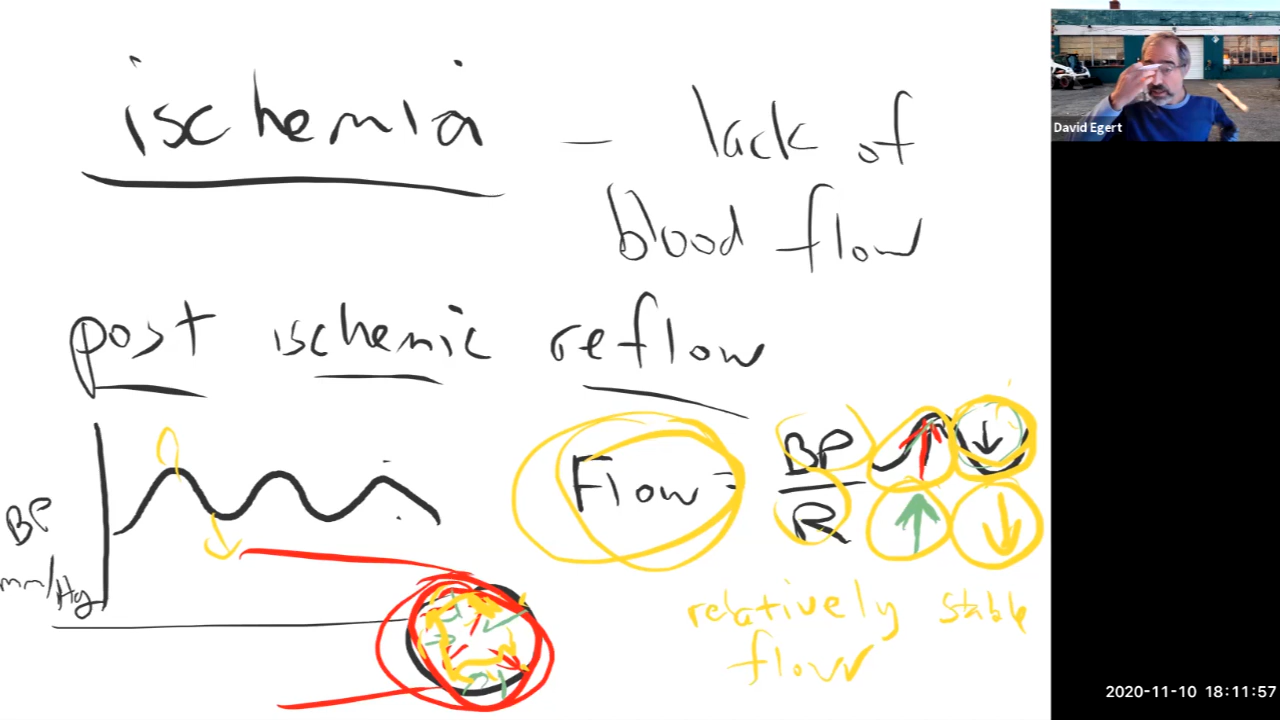 ischemia - lack of
blood flow
post ischemic reflow
BP
mm/Hg
Flow = BP
R
relatively stable
flow
David Egert
2020-11-10 18:11:57